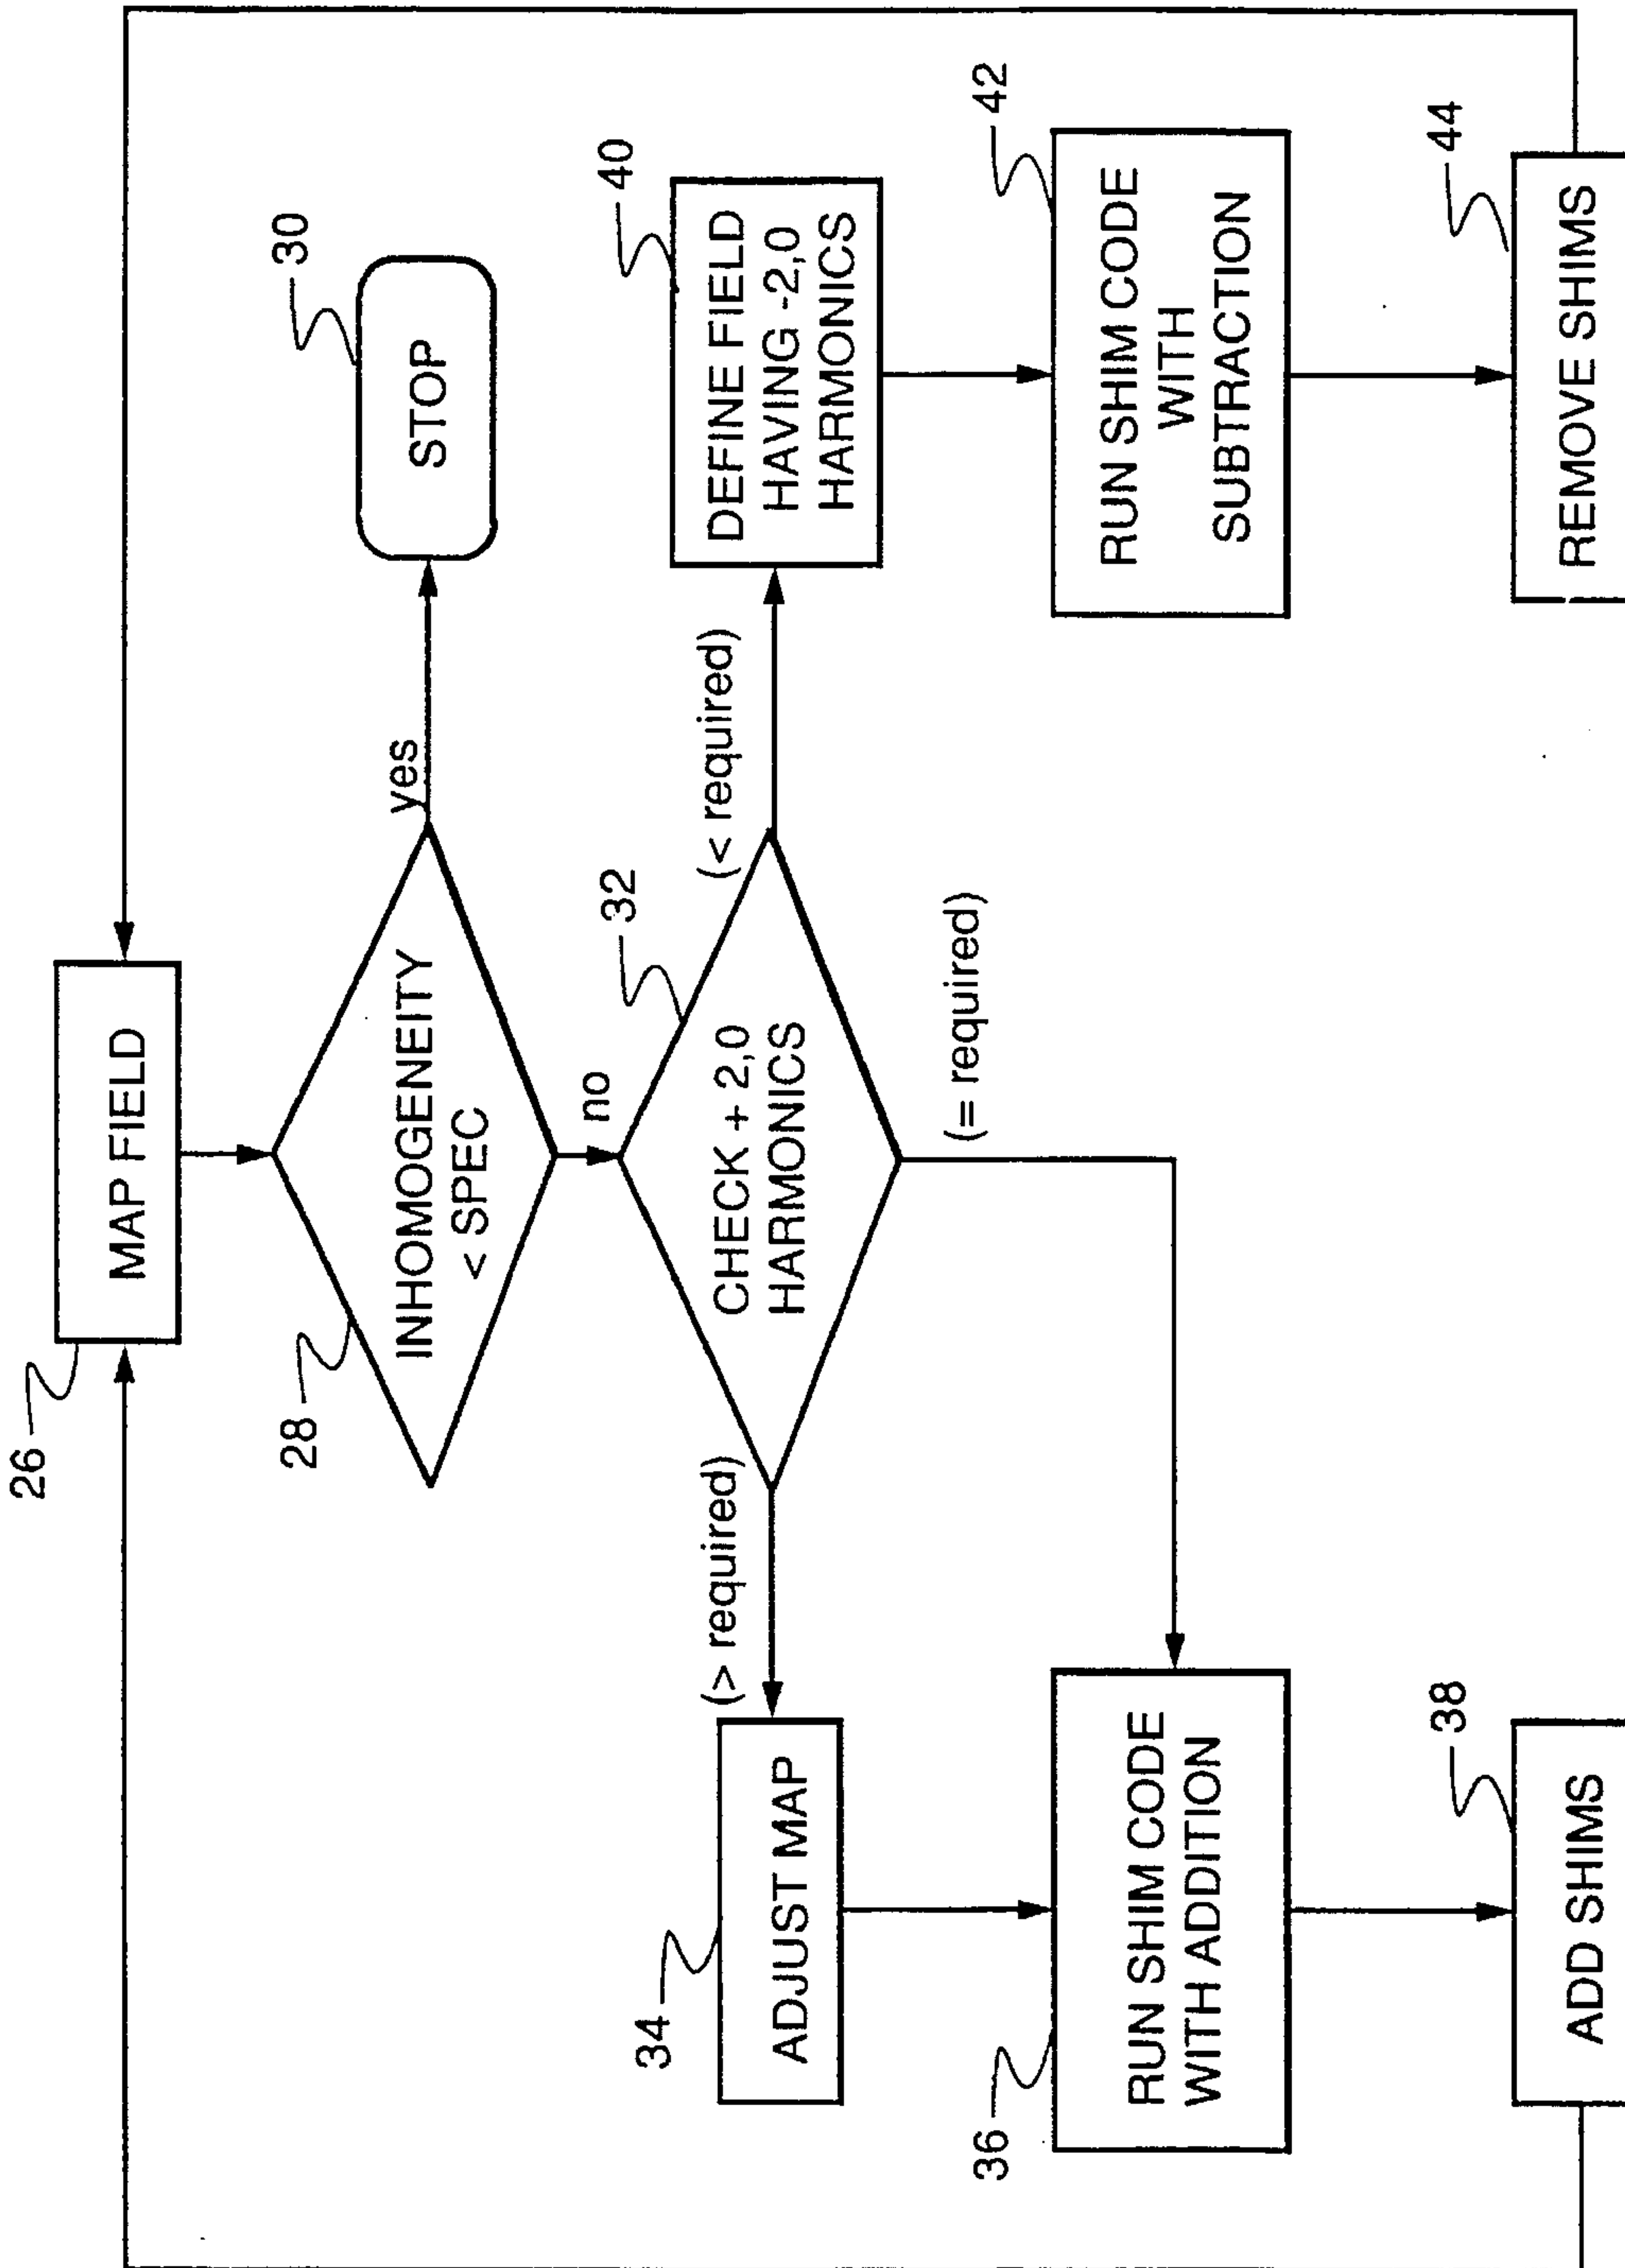 26
MAP FIELD
28
INHOMOGENEITY
< SPEC
yes
30
STOP
no
32
CHECK + 2,0
HARMONICS
(> required)
(< required)
(= required)
34
ADJUST MAP
40
DEFINE FIELD
HAVING -2,0
HARMONICS
36
RUN SHIM CODE
WITH ADDITION
42
RUN SHIM CODE
WITH
SUBTRACTION
38
ADD SHIMS
44
REMOVE SHIMS